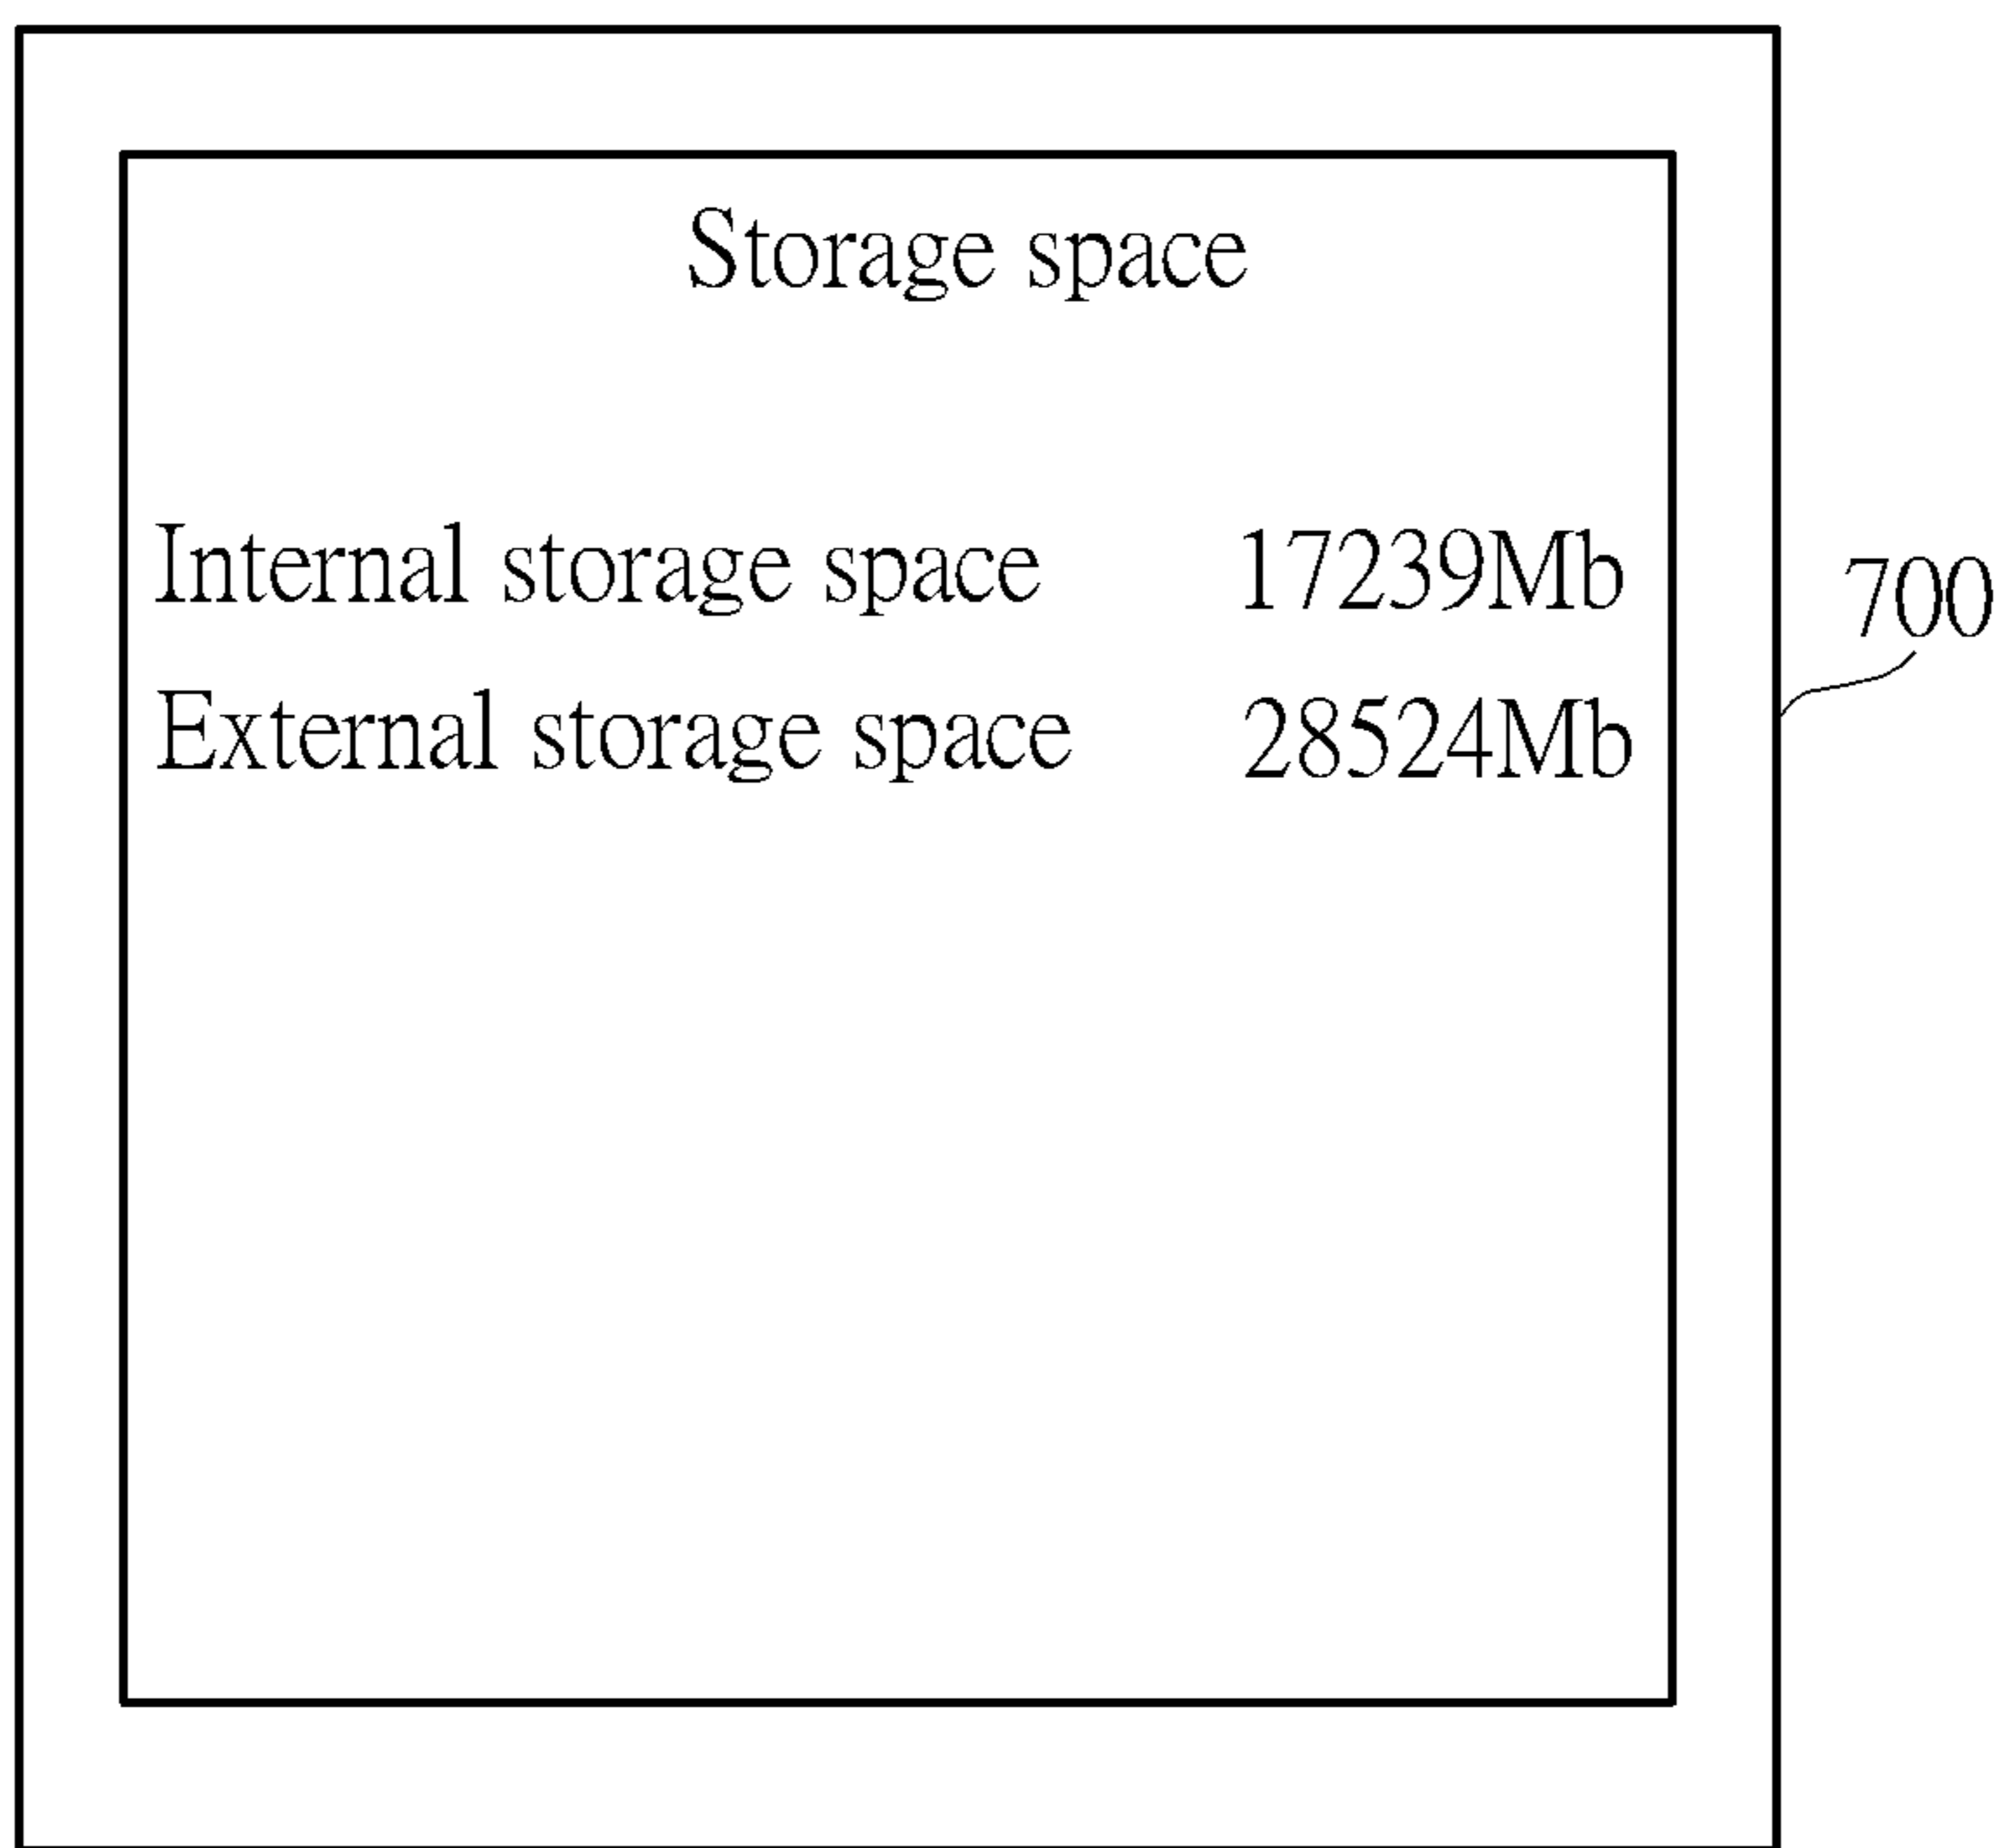 Storage space
Internal storage space 17239Mb
External storage space 28524Mb
700